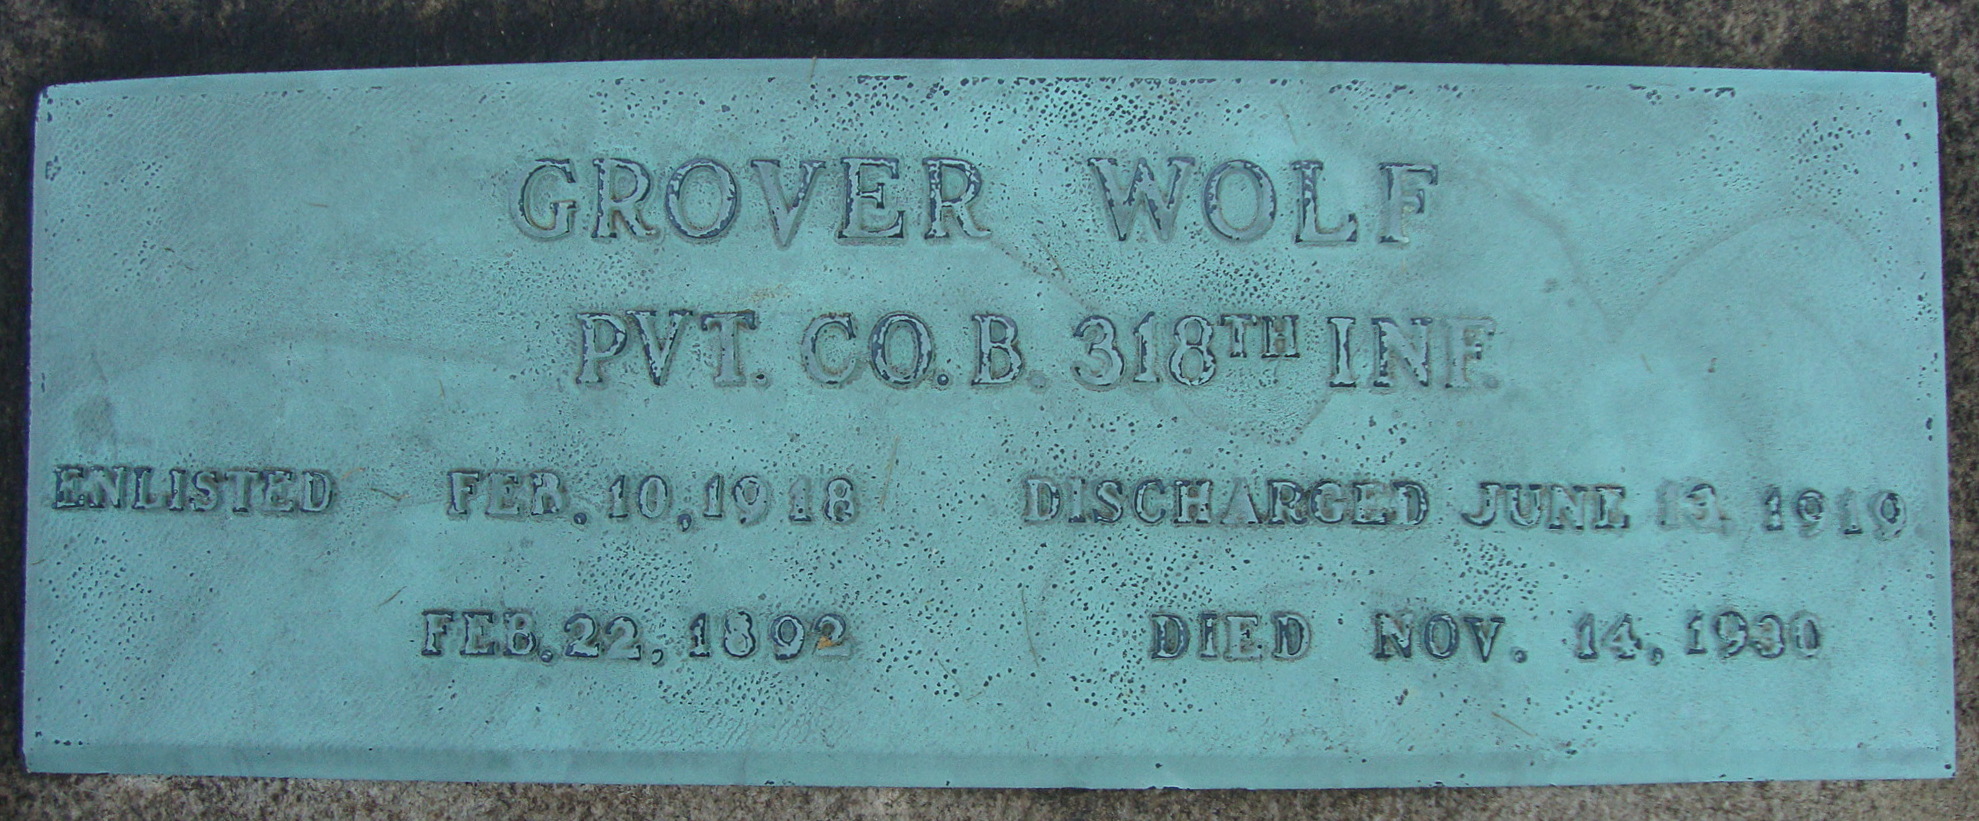 GROVER WOLF
PVT. CO. B. 318TH INF.
ENLISTED FEB. 10, 1918 DISCHARGED JUNE 13, 1919
FEB. 22, 1892 DIED NOV. 14, 1930